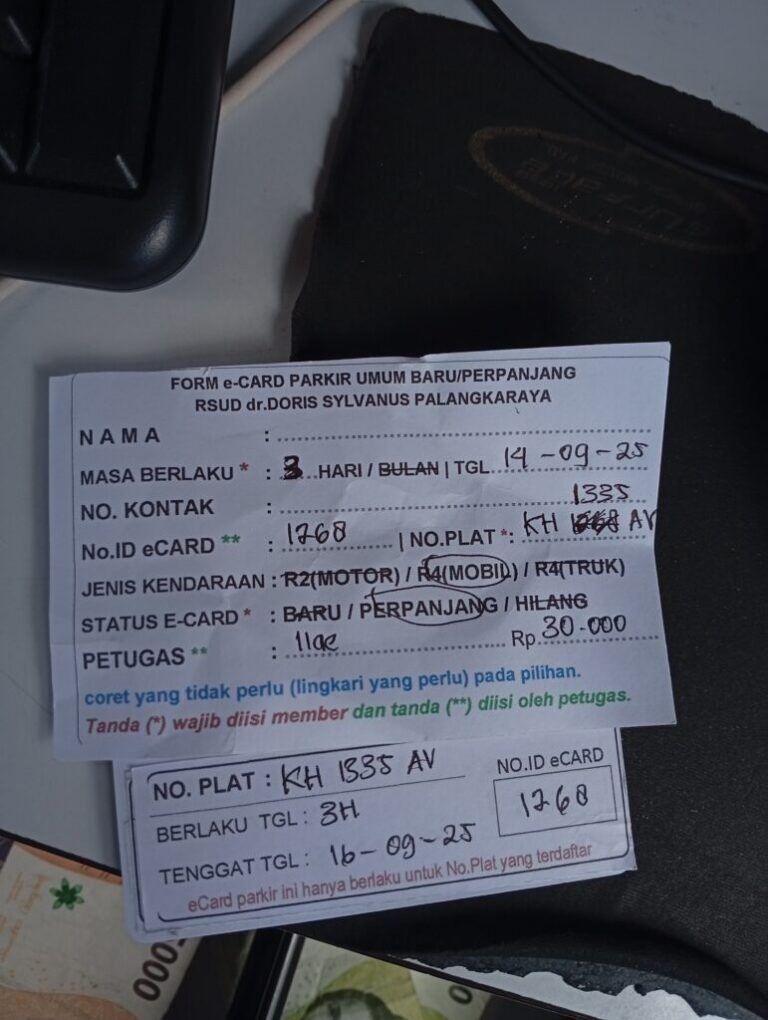 FORM e-CARD PARKIR UMUM BARU/PERPANJANG
RSUD dr.DORIS SYLVANUS PALANGKARAYA
NAMA :
MASA BERLAKU * : 3 HARI / BULAN | TGL 14-09-25
NO. KONTAK :
1335
No.ID eCARD ** : 1268 | NO.PLAT *: KH AV
JENIS KENDARAAN : R2(MOTOR) / R4(MOBIL) / R4(TRUK)
STATUS E-CARD * : BARU / PERPANJANG / HILANG
PETUGAS ** : Rp 30.000
coret yang tidak perlu (lingkari yang perlu) pada pilihan.
Tanda (*) wajib diisi member dan tanda (**) diisi oleh petugas.
NO. PLAT : KH 1335 AV
NO.ID eCARD
1268
BERLAKU TGL : 3H
TENGGAT TGL : 16-09-25
eCard parkir ini hanya berlaku untuk No.Plat yang terdaftar